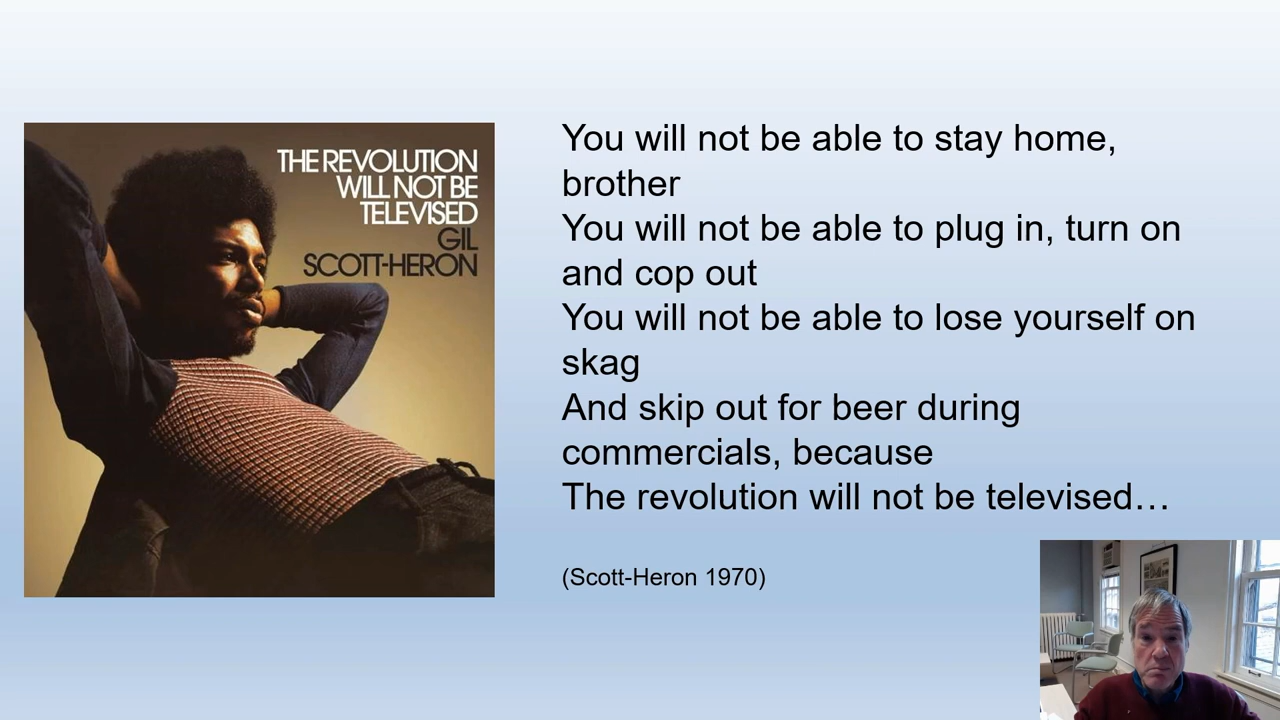 THE REVOLUTION
WILL NOT BE
TELEVISED
GIL
SCOTT-HERON
You will not be able to stay home,
brother
You will not be able to plug in, turn on
and cop out
You will not be able to lose yourself on
skag
And skip out for beer during
commercials, because
The revolution will not be televised…
(Scott-Heron 1970)